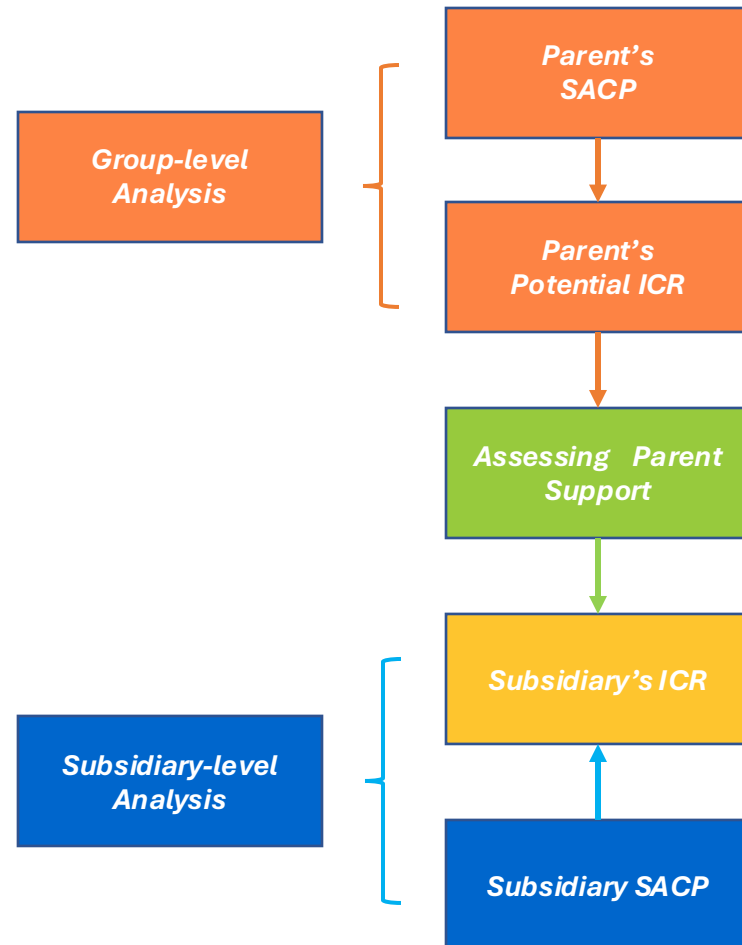 Parent's
SACP
Group-level
Analysis
Parent's
Potential ICR
Assessing Parent
Support
Subsidiary's ICR
Subsidiary-level
Analysis
Subsidiary SACP